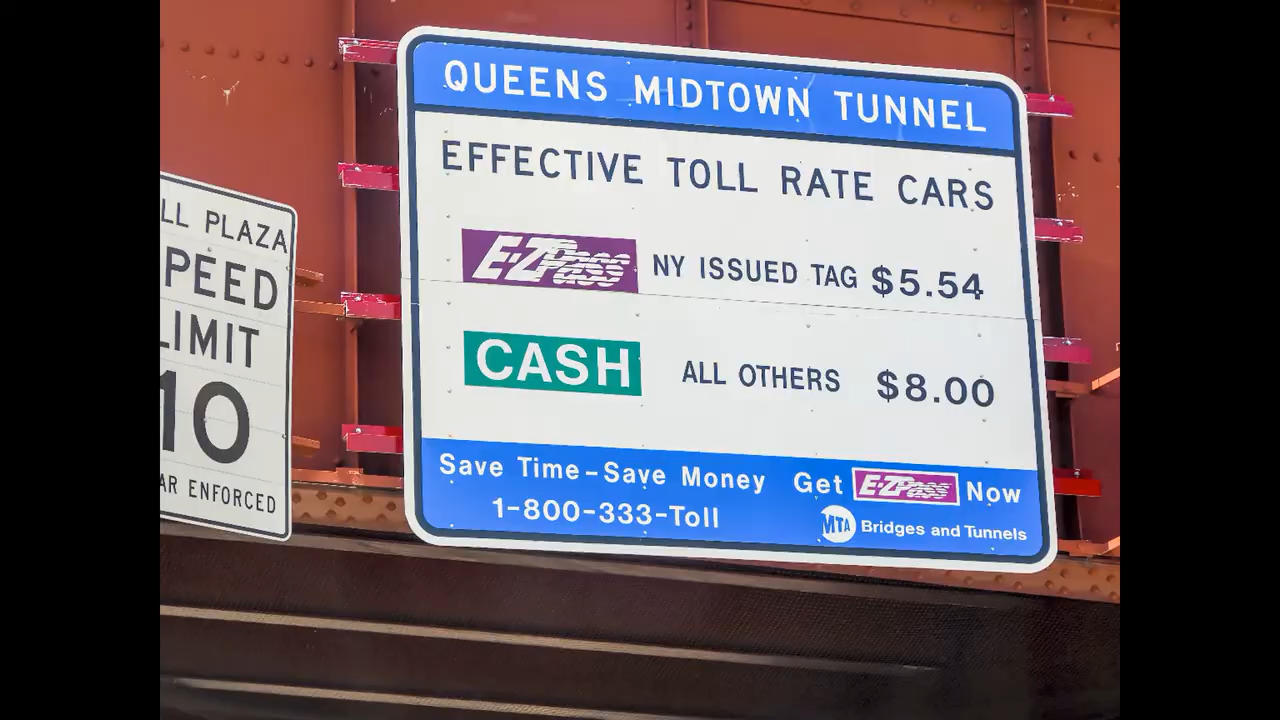 QUEENS MIDTOWN TUNNEL
EFFECTIVE TOLL RATE CARS
E-ZPass NY ISSUED TAG $5.54
CASH ALL OTHERS $8.00
Save Time-Save Money Get E-ZPass Now
1-800-333-Toll MTA Bridges and Tunnels
LL PLAZA
PEED
LIMIT
10
AR ENFORCED